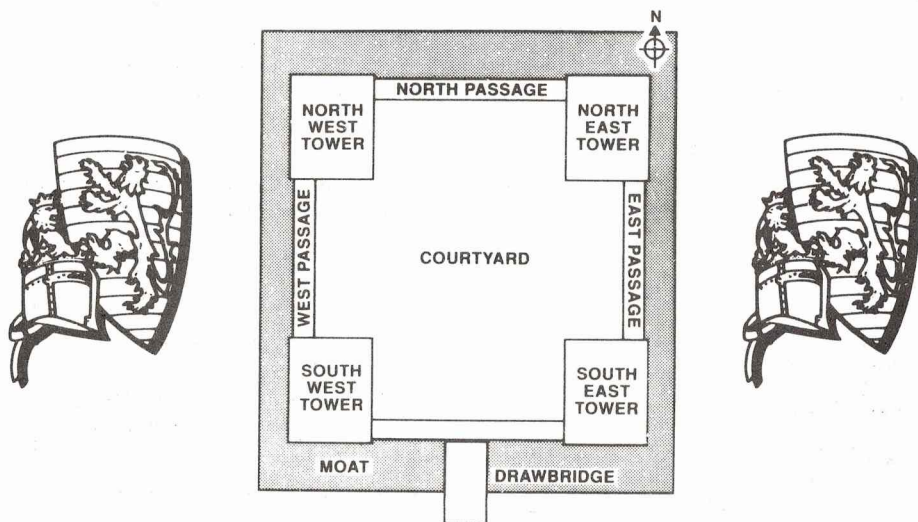 N
NORTH PASSAGE
NORTH
WEST
TOWER
NORTH
EAST
TOWER
WEST PASSAGE
COURTYARD
EAST PASSAGE
SOUTH
WEST
TOWER
SOUTH
EAST
TOWER
MOAT
DRAWBRIDGE